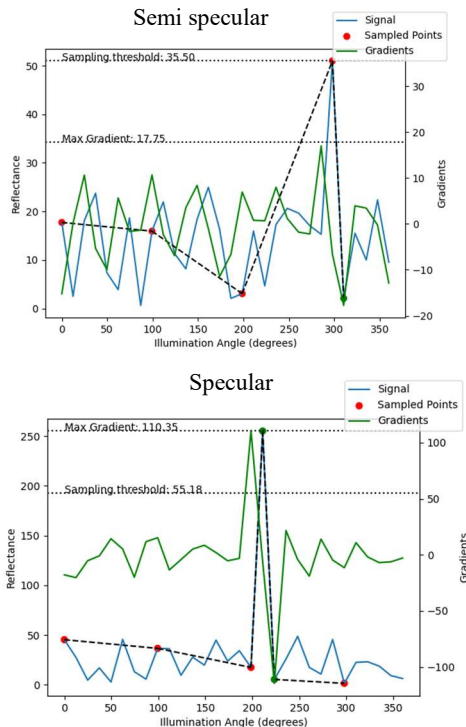 Semi specular
Signal
Sampled Points
Gradients
Sampling threshold: 35.50
Max Gradient: 17.75
50
40
30
20
10
0
Reflectance
30
20
10
0
−10
−20
Gradients
0 50 100 150 200 250 300 350
Illumination Angle (degrees)
Specular
Signal
Sampled Points
Gradients
Max Gradient: 110.35
Sampling threshold: 55.18
250
200
150
100
50
0
Reflectance
100
50
0
−50
−100
Gradients
0 50 100 150 200 250 300 350
Illumination Angle (degrees)